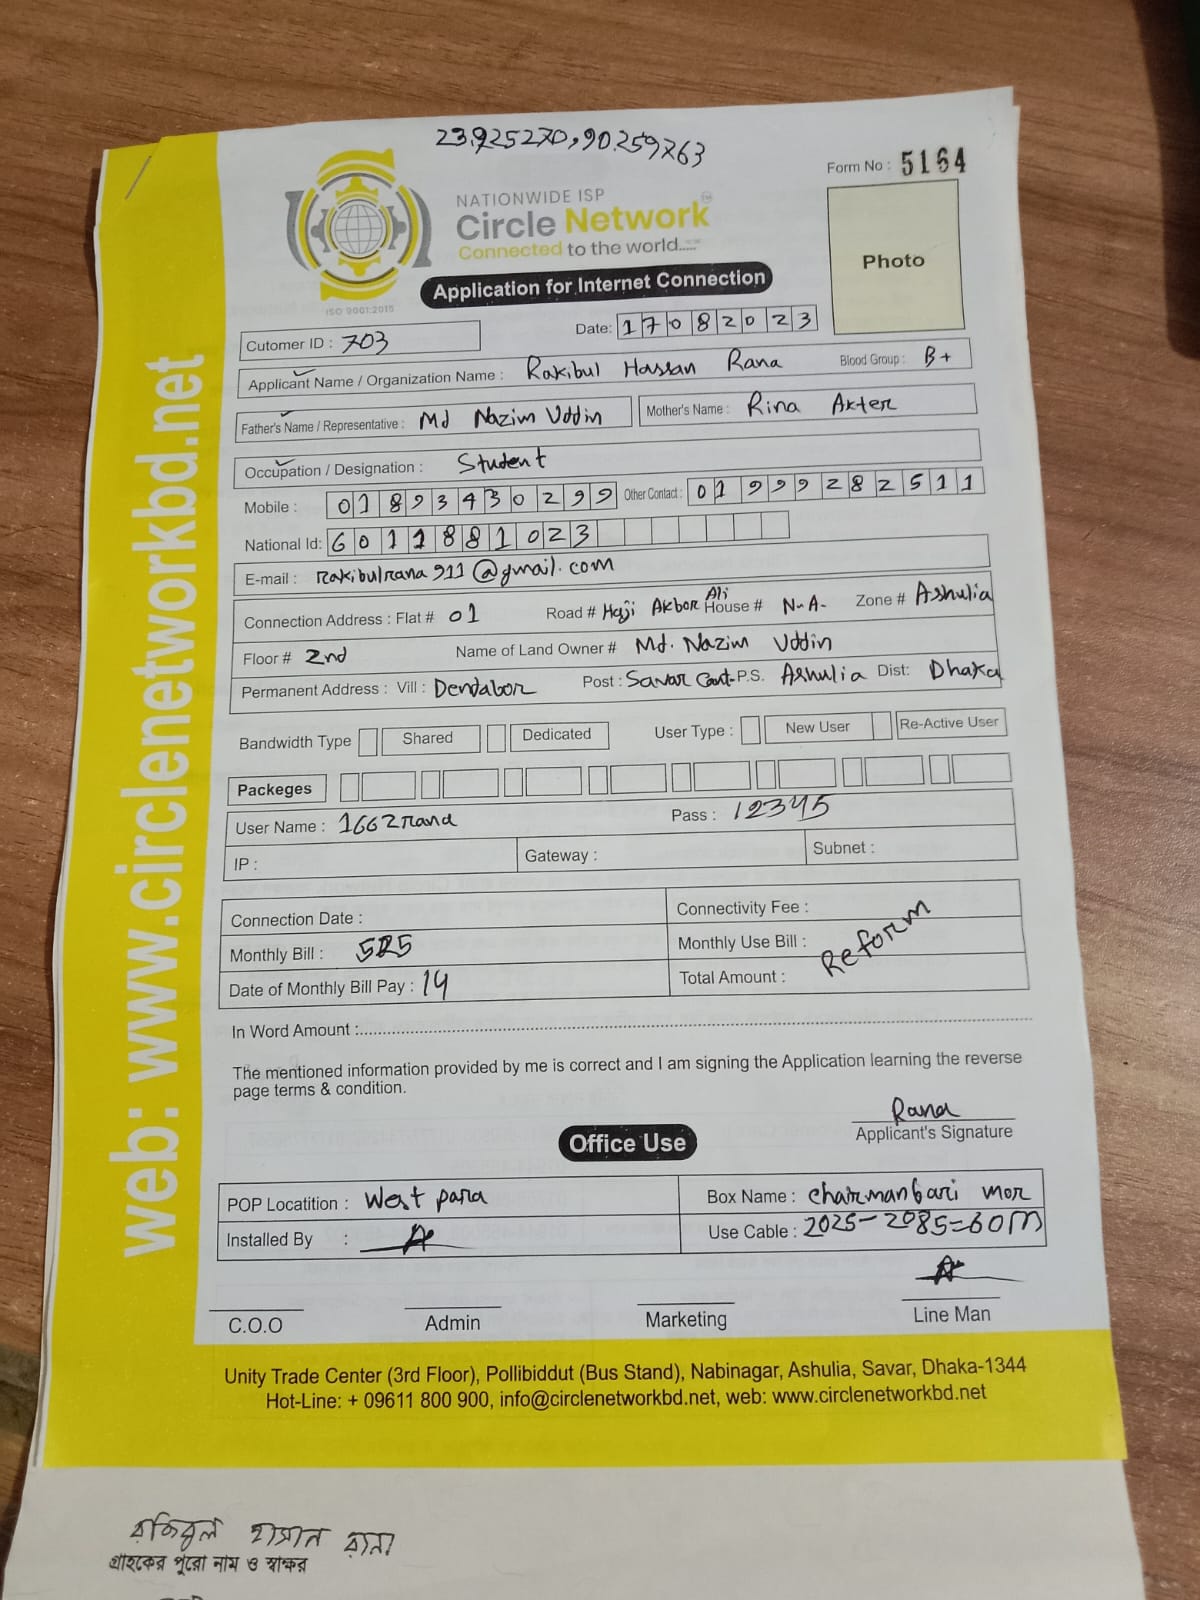 23.925270,90.259763
Form No : 5164
NATIONWIDE ISP
Circle Network
Connected to the world.....
ISO 9001:2015
Application for Internet Connection
Photo
Cutomer ID : 703
Date: 17082023
Applicant Name / Organization Name : Rakibul Hassan Rana Blood Group : B+
Father's Name / Representative : Md Nazim Uddin Mother's Name : Rina Akter
Occupation / Designation : Student
Mobile : 01893430299 Other Contact : 01999282511
National Id: 6011881023
E-mail : rakibulrana911@gmail.com
Connection Address : Flat # 01 Road # Haji Akbor Ali House # N-A- Zone # Ashulia
Floor # 2nd Name of Land Owner # Md. Nazim Uddin
Permanent Address : Vill : Dendabor Post : Savar Cant- P.S. Ashulia Dist: Dhaka
Bandwidth Type Shared Dedicated User Type : New User Re-Active User
Packeges
User Name : 1662rana Pass : 12345
IP : Gateway : Subnet :
Connection Date : Connectivity Fee :
Monthly Bill : 525 Monthly Use Bill : Reform
Date of Monthly Bill Pay : 14 Total Amount :
In Word Amount :
The mentioned information provided by me is correct and I am signing the Application learning the reverse
page terms & condition.
Rana
Applicant's Signature
Office Use
POP Locatition : West para Box Name : chairmanbari mor
Installed By : Use Cable : 2025-2085=60m
C.O.O Admin Marketing Line Man
Unity Trade Center (3rd Floor), Pollibiddut (Bus Stand), Nabinagar, Ashulia, Savar, Dhaka-1344
Hot-Line: + 09611 800 900, info@circlenetworkbd.net, web: www.circlenetworkbd.net
web: www.circlenetworkbd.net
রাকিবুল হাসান রানা
গ্রাহকের পুরো নাম ও স্বাক্ষর